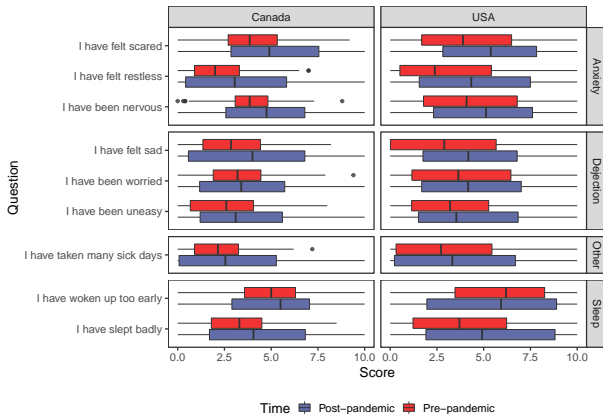 Canada
USA
I have felt scared
I have felt restless
I have been nervous
Anxiety
I have felt sad
I have been worried
I have been uneasy
Dejection
I have taken many sick days
Other
I have woken up too early
I have slept badly
Sleep
Question
0.0 2.5 5.0 7.5 10.0
0.0 2.5 5.0 7.5 10.0
Score
Time Post-pandemic Pre-pandemic